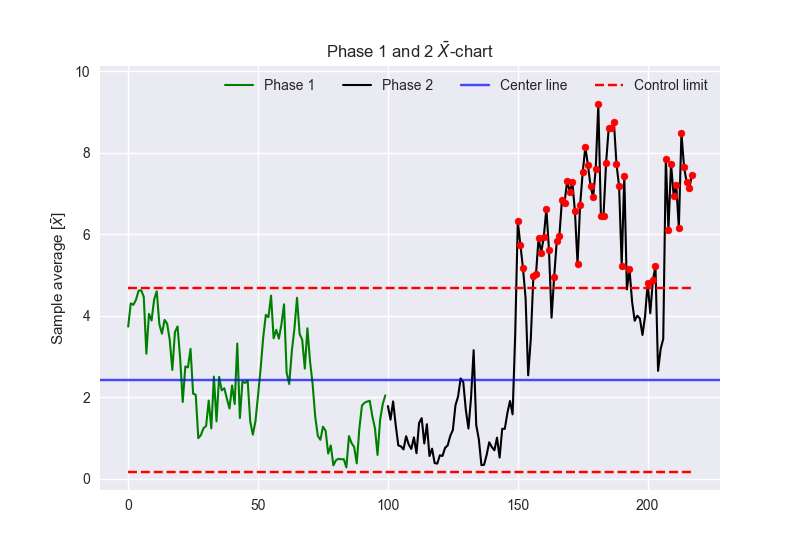 Phase 1 and 2 X̄-chart
Phase 1
Phase 2
Center line
Control limit
Sample average [x̄]
10
8
6
4
2
0
0
50
100
150
200